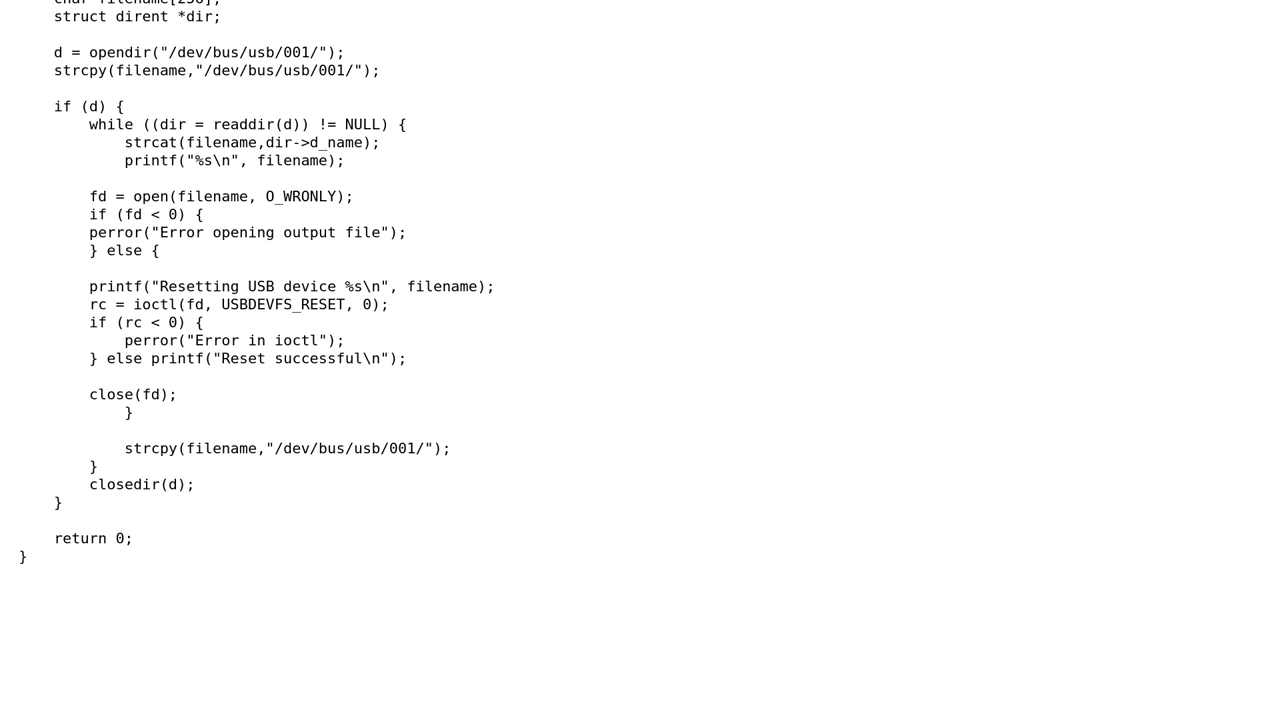 struct dirent *dir;
d = opendir("/dev/bus/usb/001/");
strcpy(filename,"/dev/bus/usb/001/");
if (d) {
while ((dir = readdir(d)) != NULL) {
strcat(filename,dir->d_name);
printf("%s\n", filename);
fd = open(filename, O_WRONLY);
if (fd < 0) {
perror("Error opening output file");
} else {
printf("Resetting USB device %s\n", filename);
rc = ioctl(fd, USBDEVFS_RESET, 0);
if (rc < 0) {
perror("Error in ioctl");
} else printf("Reset successful\n");
close(fd);
}
strcpy(filename,"/dev/bus/usb/001/");
}
closedir(d);
}
return 0;
}